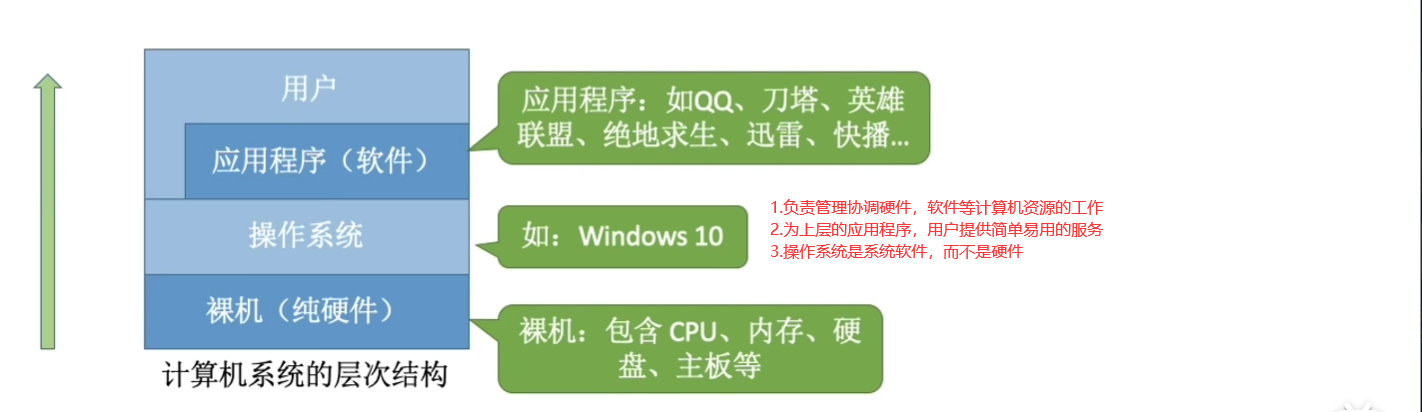 用户
应用程序（软件）
操作系统
裸机（纯硬件）
计算机系统的层次结构
应用程序：如QQ、刀塔、英雄
联盟、绝地求生、迅雷、快播...
如：Windows 10
1.负责管理协调硬件，软件等计算机资源的工作
2.为上层的应用程序，用户提供简单易用的服务
3.操作系统是系统软件，而不是硬件
裸机：包含 CPU、内存、硬
盘、主板等